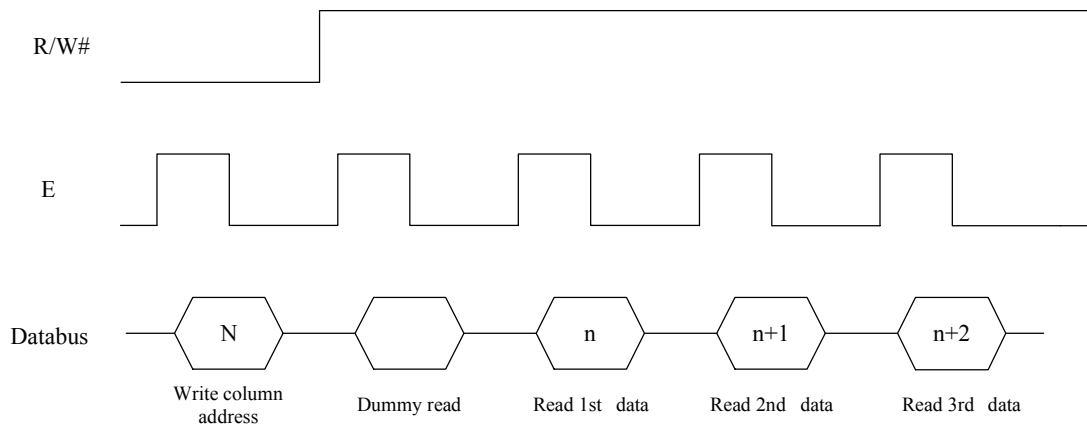 R/W#
E
Databus
N
n
n+1
n+2
Write column
address
Dummy read
Read 1st data
Read 2nd data
Read 3rd data